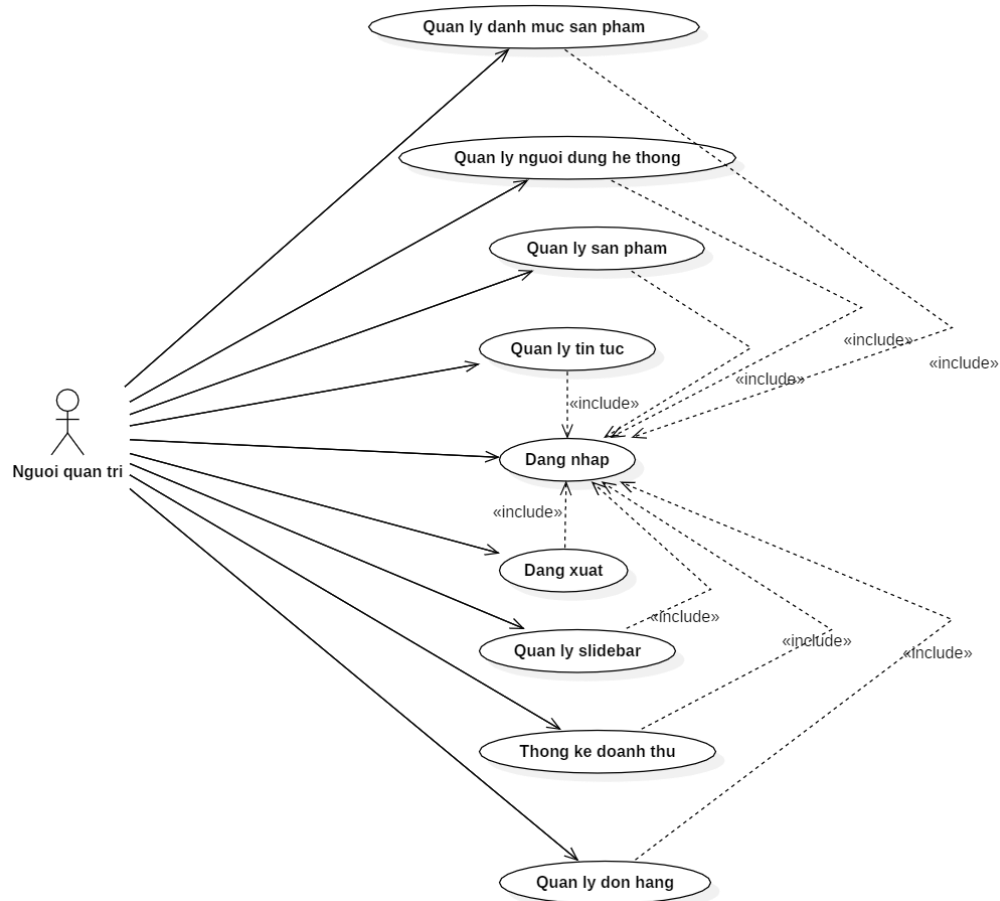 Quan ly danh muc san pham
Quan ly nguoi dung he thong
Quan ly san pham
«include»
Quan ly tin tuc
«include»
«include»
«include»
Dang nhap
Nguoi quan tri
«include»
Dang xuat
«include»
«include»
Quan ly slidebar
«include»
Thong ke doanh thu
Quan ly don hang